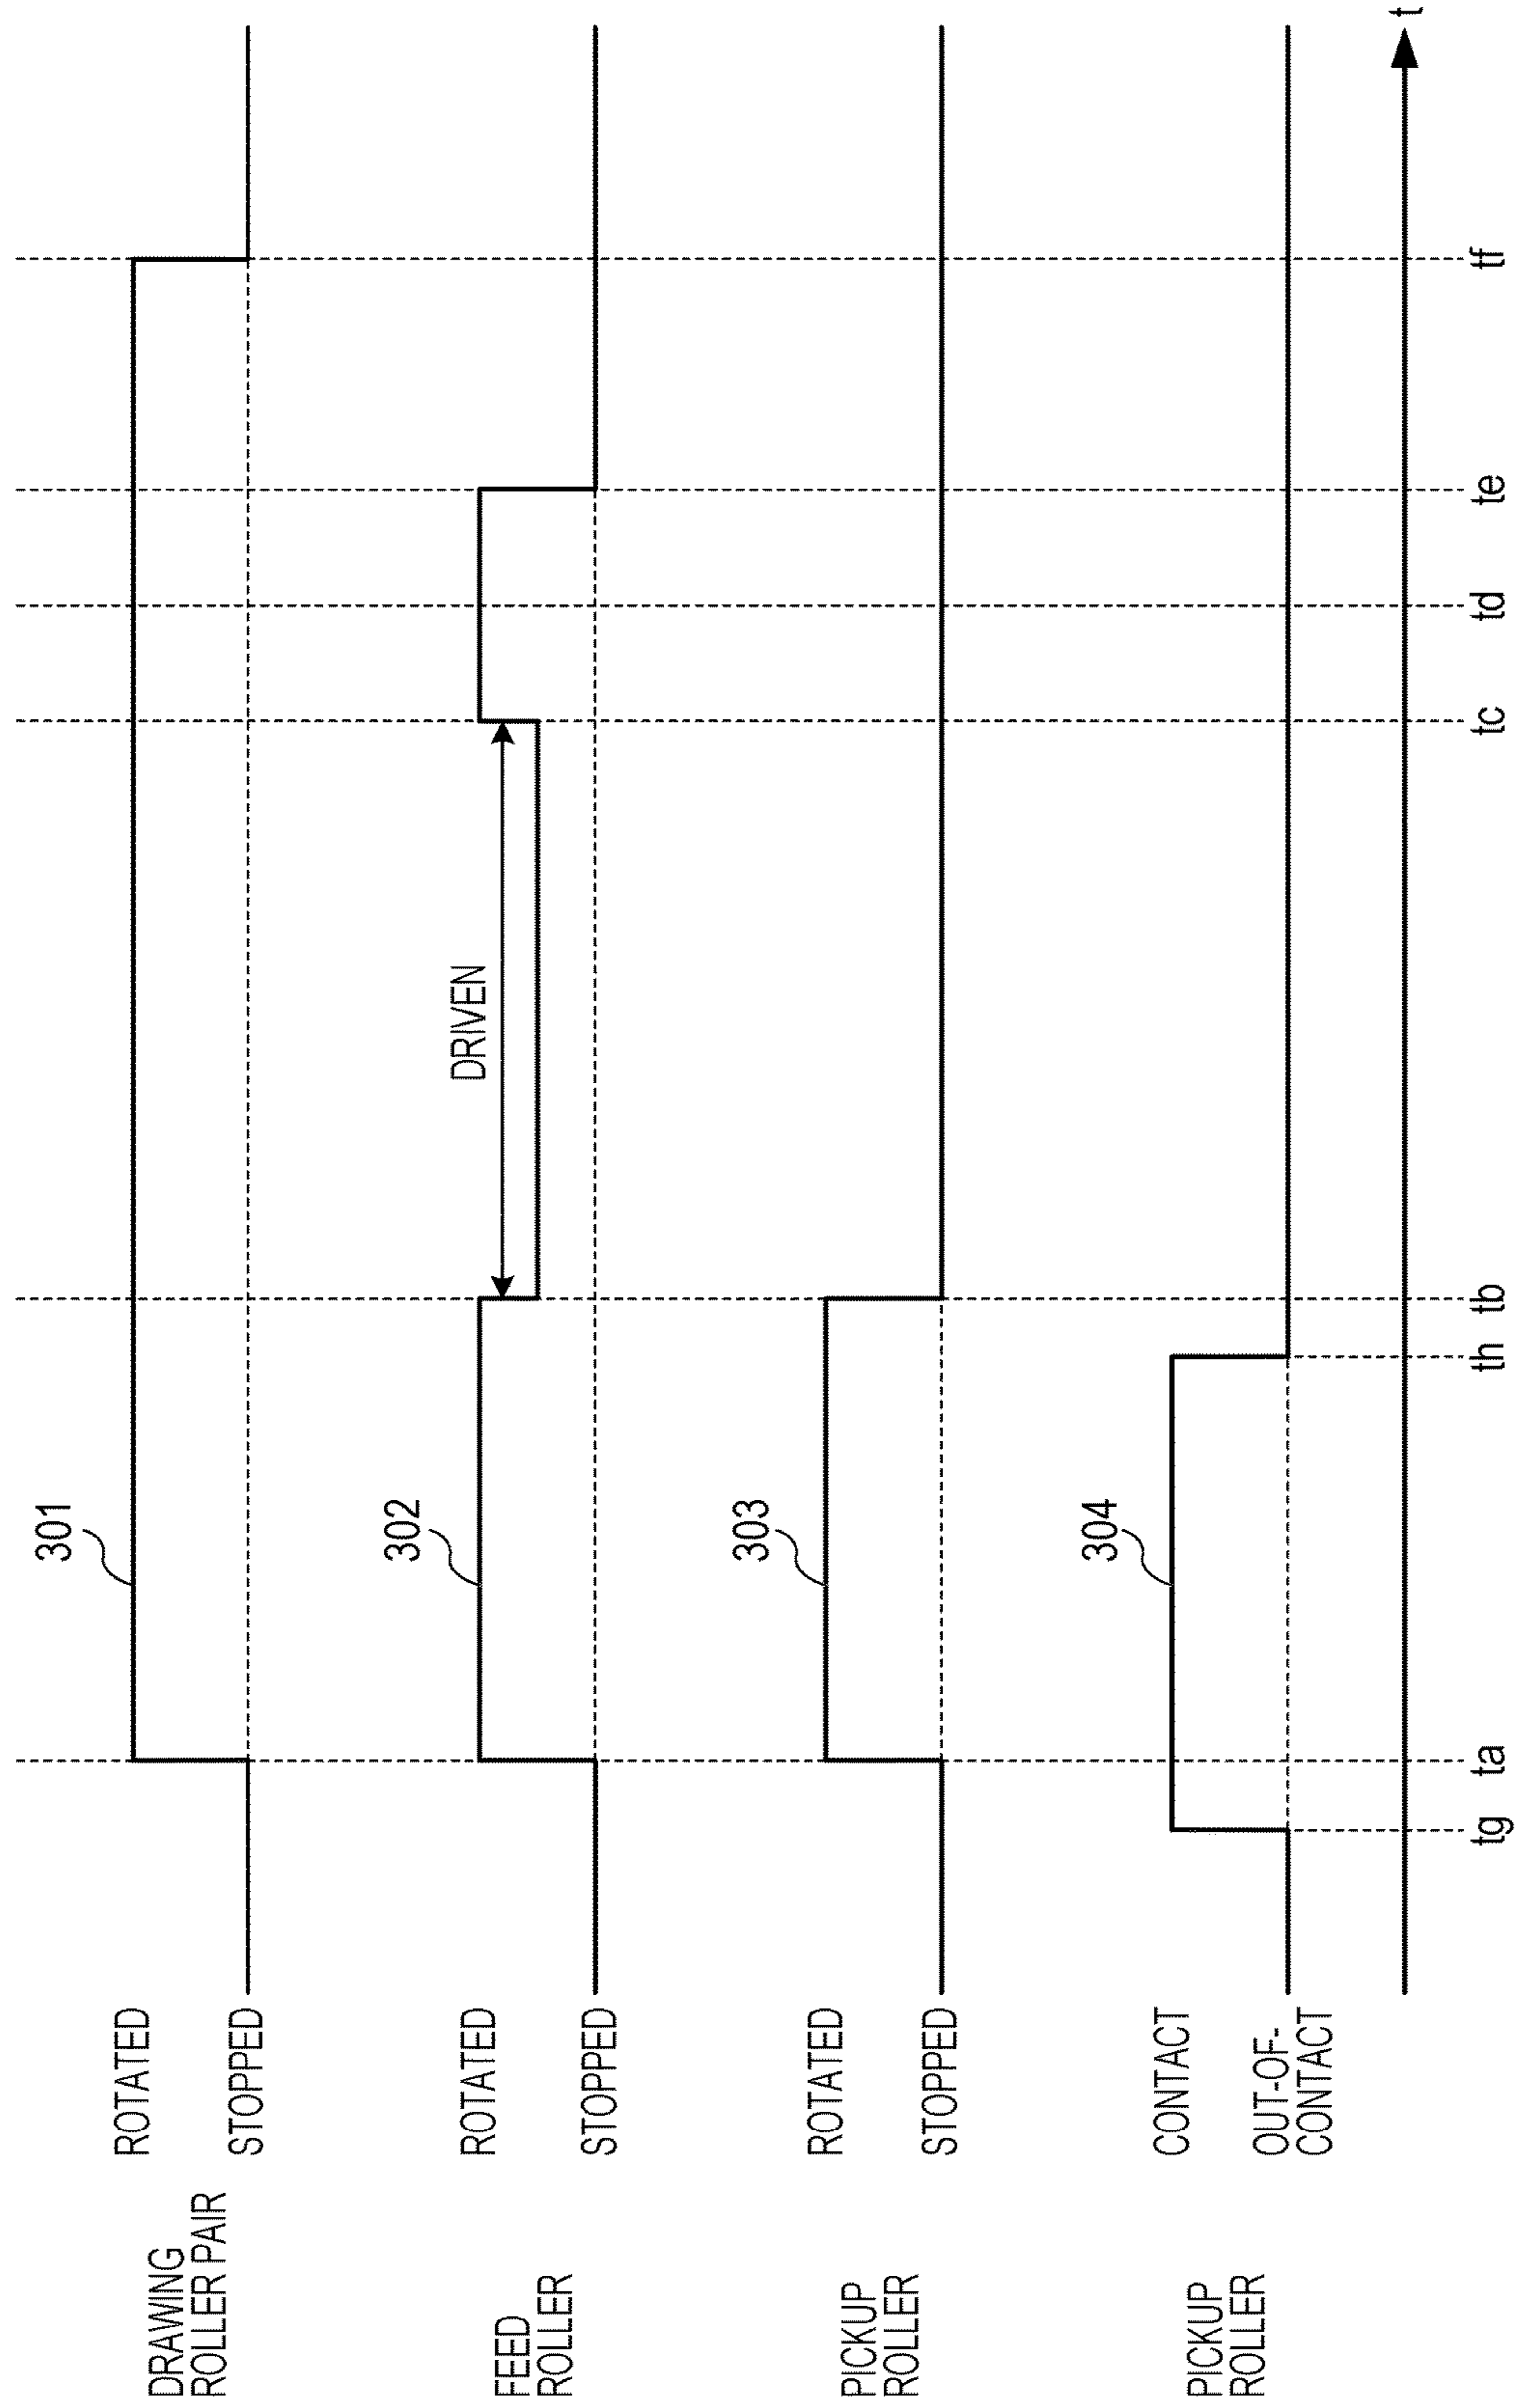 DRAWING
ROLLER PAIR
ROTATED
STOPPED
301
FEED
ROLLER
ROTATED
STOPPED
302
DRIVEN
PICKUP
ROLLER
ROTATED
STOPPED
303
PICKUP
ROLLER
CONTACT
OUT-OF-
CONTACT
304
tg ta th tb tc td te tf
t